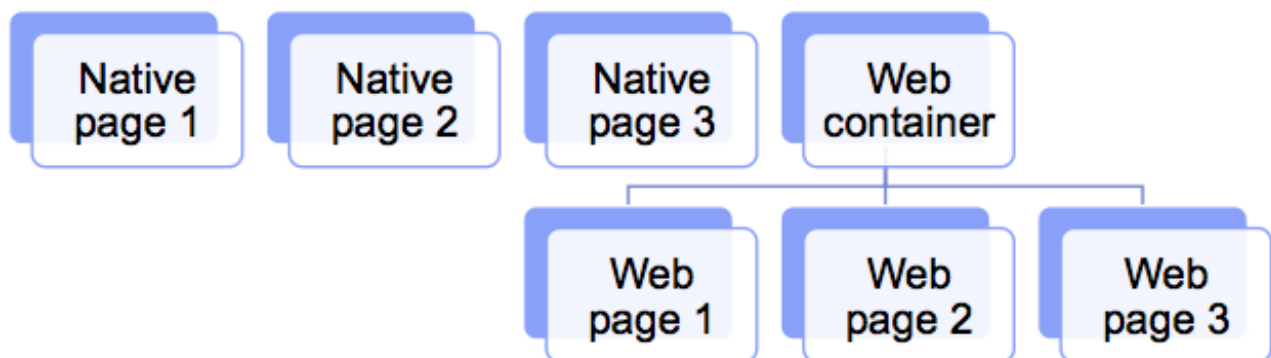 Native
page 1
Native
page 2
Native
page 3
Web
container
Web
page 1
Web
page 2
Web
page 3